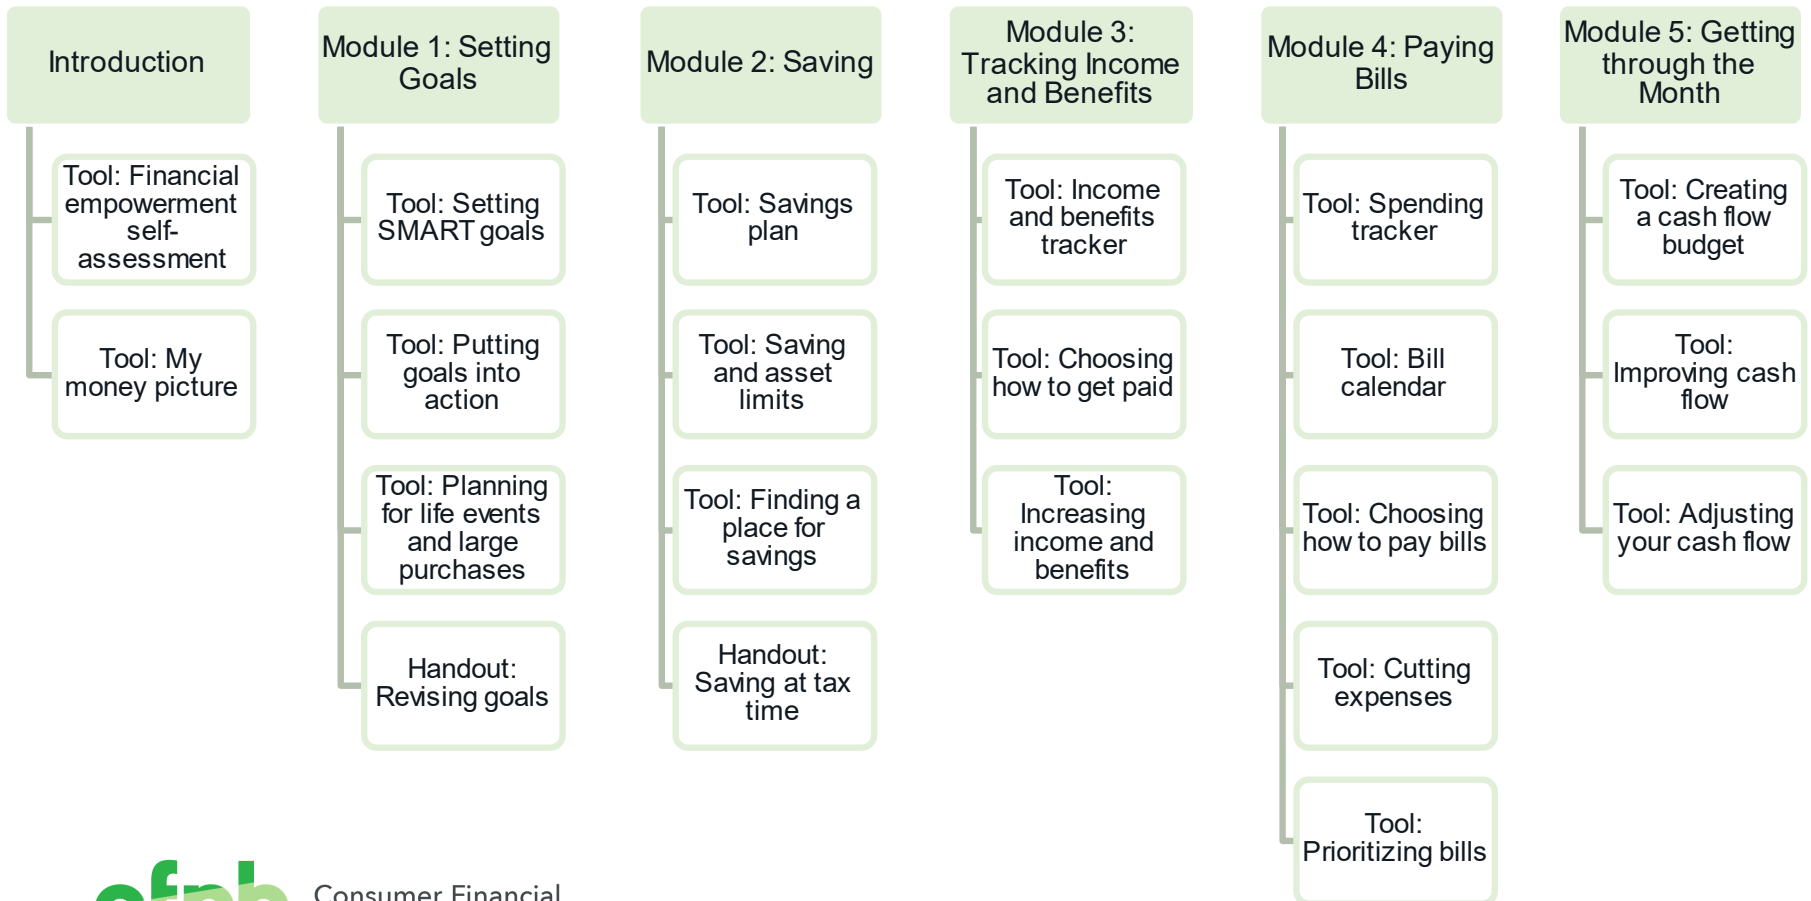 Introduction
Tool: Financial
empowerment
self-
assessment
Tool: My
money picture
Module 1: Setting
Goals
Tool: Setting
SMART goals
Tool: Putting
goals into
action
Tool: Planning
for life events
and large
purchases
Handout:
Revising goals
Module 2: Saving
Tool: Savings
plan
Tool: Saving
and asset
limits
Tool: Finding a
place for
savings
Handout:
Saving at tax
time
Module 3:
Tracking Income
and Benefits
Tool: Income
and benefits
tracker
Tool: Choosing
how to get paid
Tool:
Increasing
income and
benefits
Module 4: Paying
Bills
Tool: Spending
tracker
Tool: Bill
calendar
Tool: Choosing
how to pay bills
Tool: Cutting
expenses
Tool:
Prioritizing bills
Module 5: Getting
through the
Month
Tool: Creating
a cash flow
budget
Tool:
Improving cash
flow
Tool: Adjusting
your cash flow
cfpb
Consumer Financial